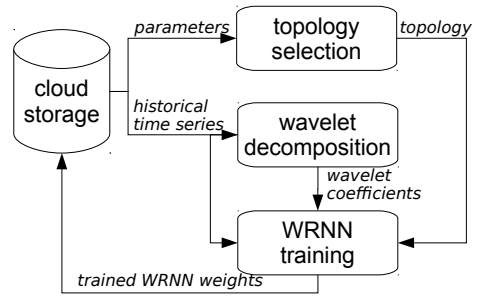 parameters
topology
selection
topology
cloud
storage
historical
time series
wavelet
decomposition
wavelet
coefficients
WRNN
training
trained WRNN weights